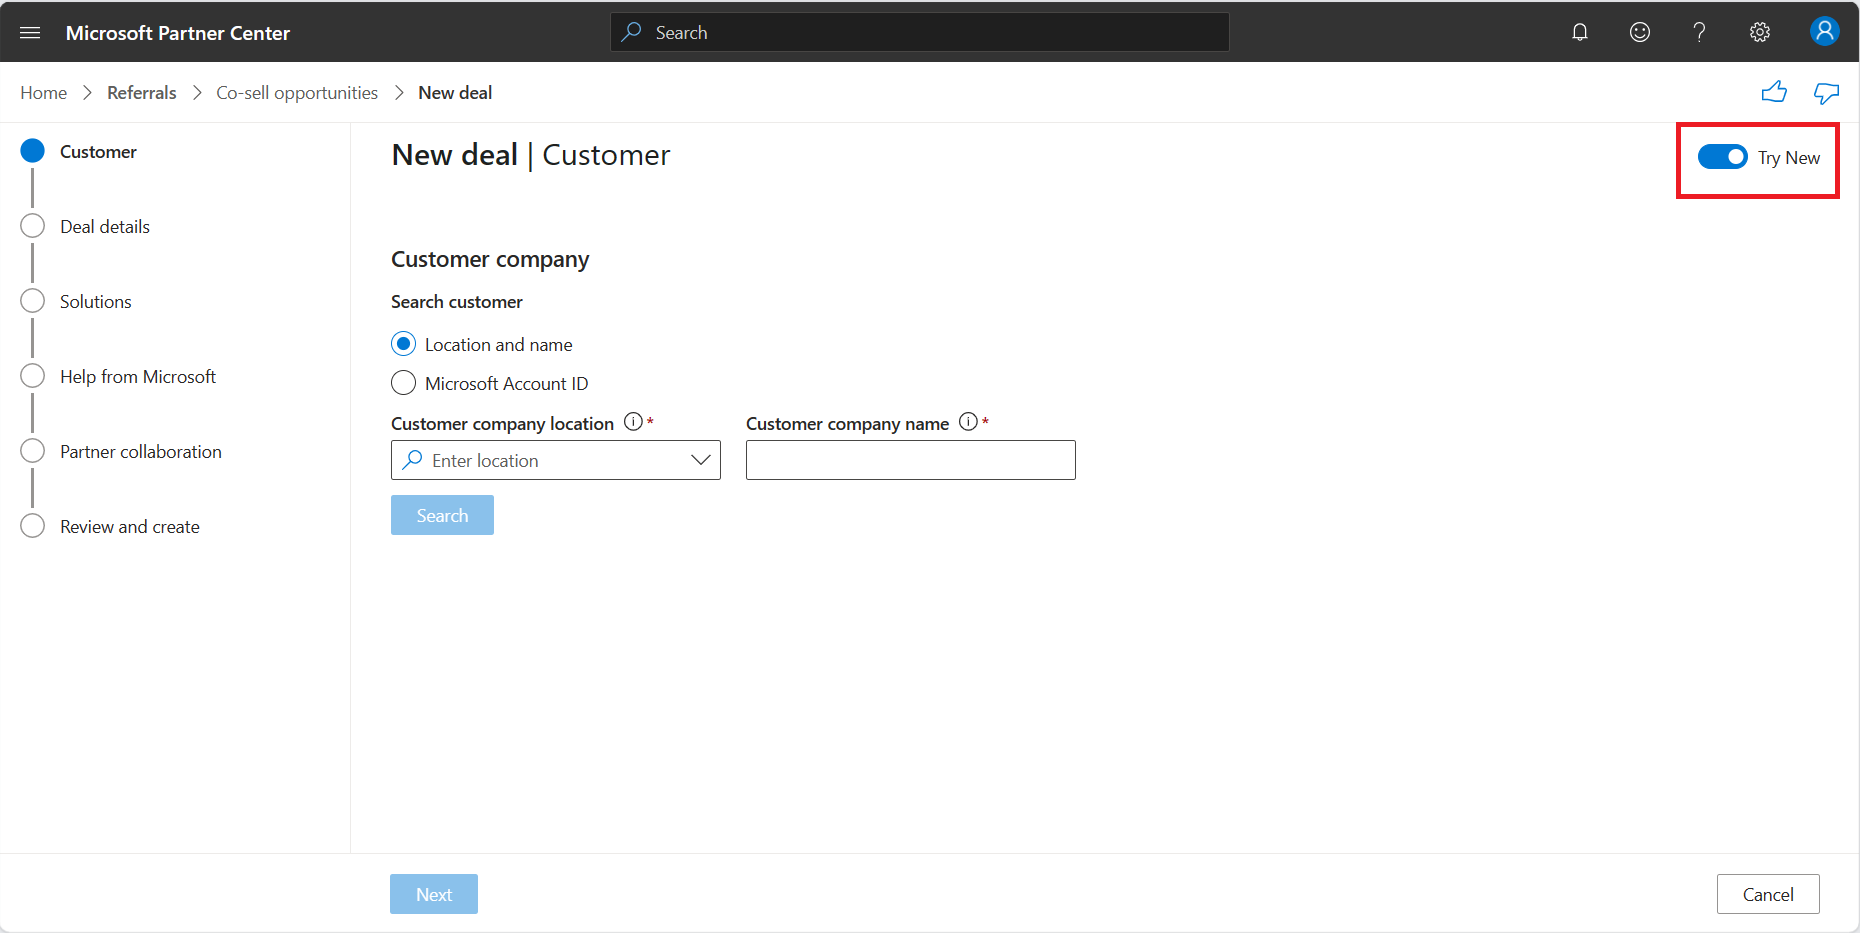 Microsoft Partner Center
Search
Home > Referrals > Co-sell opportunities > New deal
Customer
Deal details
Solutions
Help from Microsoft
Partner collaboration
Review and create
New deal | Customer
Try New
Customer company
Search customer
Location and name
Microsoft Account ID
Customer company location *
Customer company name *
Enter location
Search
Next
Cancel